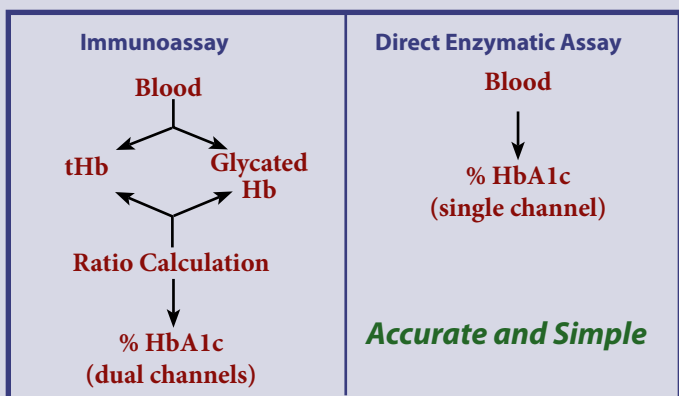 Immunoassay
Blood
tHb
Glycated
Hb
Ratio Calculation
% HbA1c
(dual channels)
Direct Enzymatic Assay
Blood
% HbA1c
(single channel)
Accurate and Simple